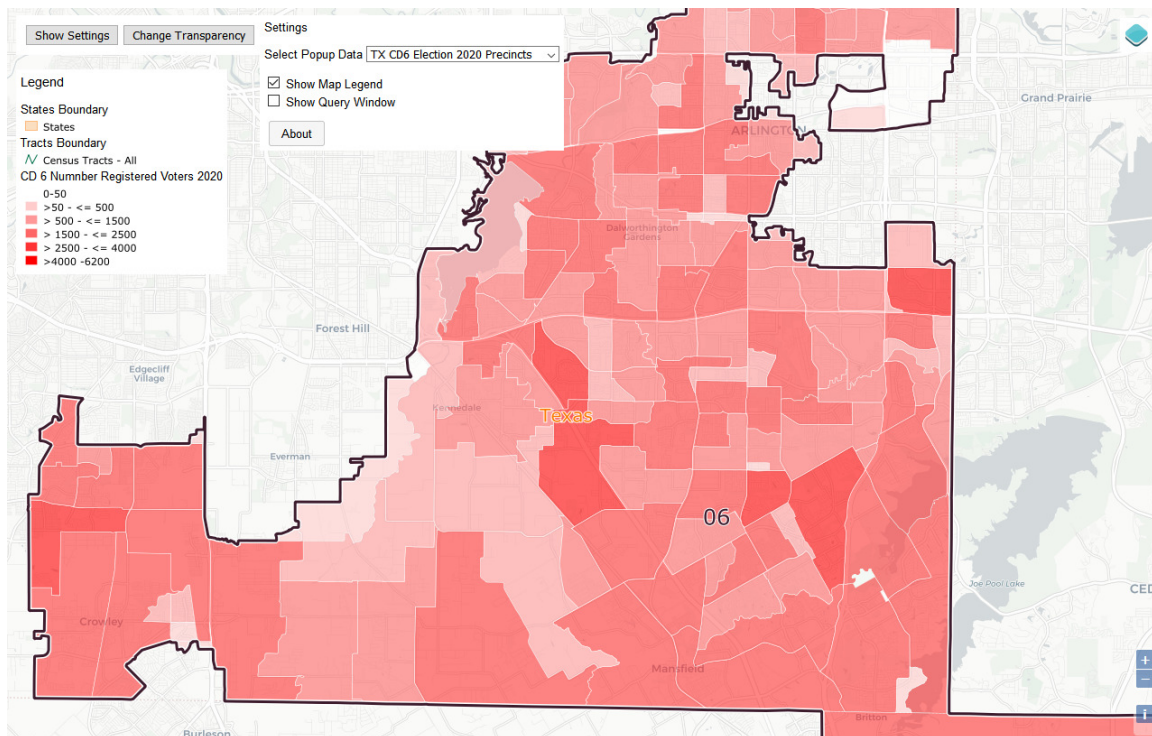 Show Settings
Change Transparency
Settings
Select Popup Data TX CD6 Election 2020 Precincts
Show Map Legend
Show Query Window
About
Legend
States Boundary
States
Tracts Boundary
Census Tracts - All
CD 6 Numnber Registered Voters 2020
0-50
>50 - <= 500
> 500 - <= 1500
> 1500 - <= 2500
> 2500 - <= 4000
>4000 -6200
Grand Prairie
ARLINGTON
Dalworthington
Gardens
Forest Hill
Edgecliff
Village
Kennedale
Texas
Everman
06
Joe Pool Lake
CED
Crowley
Mansfield
Britton
Burleson
+
−
i